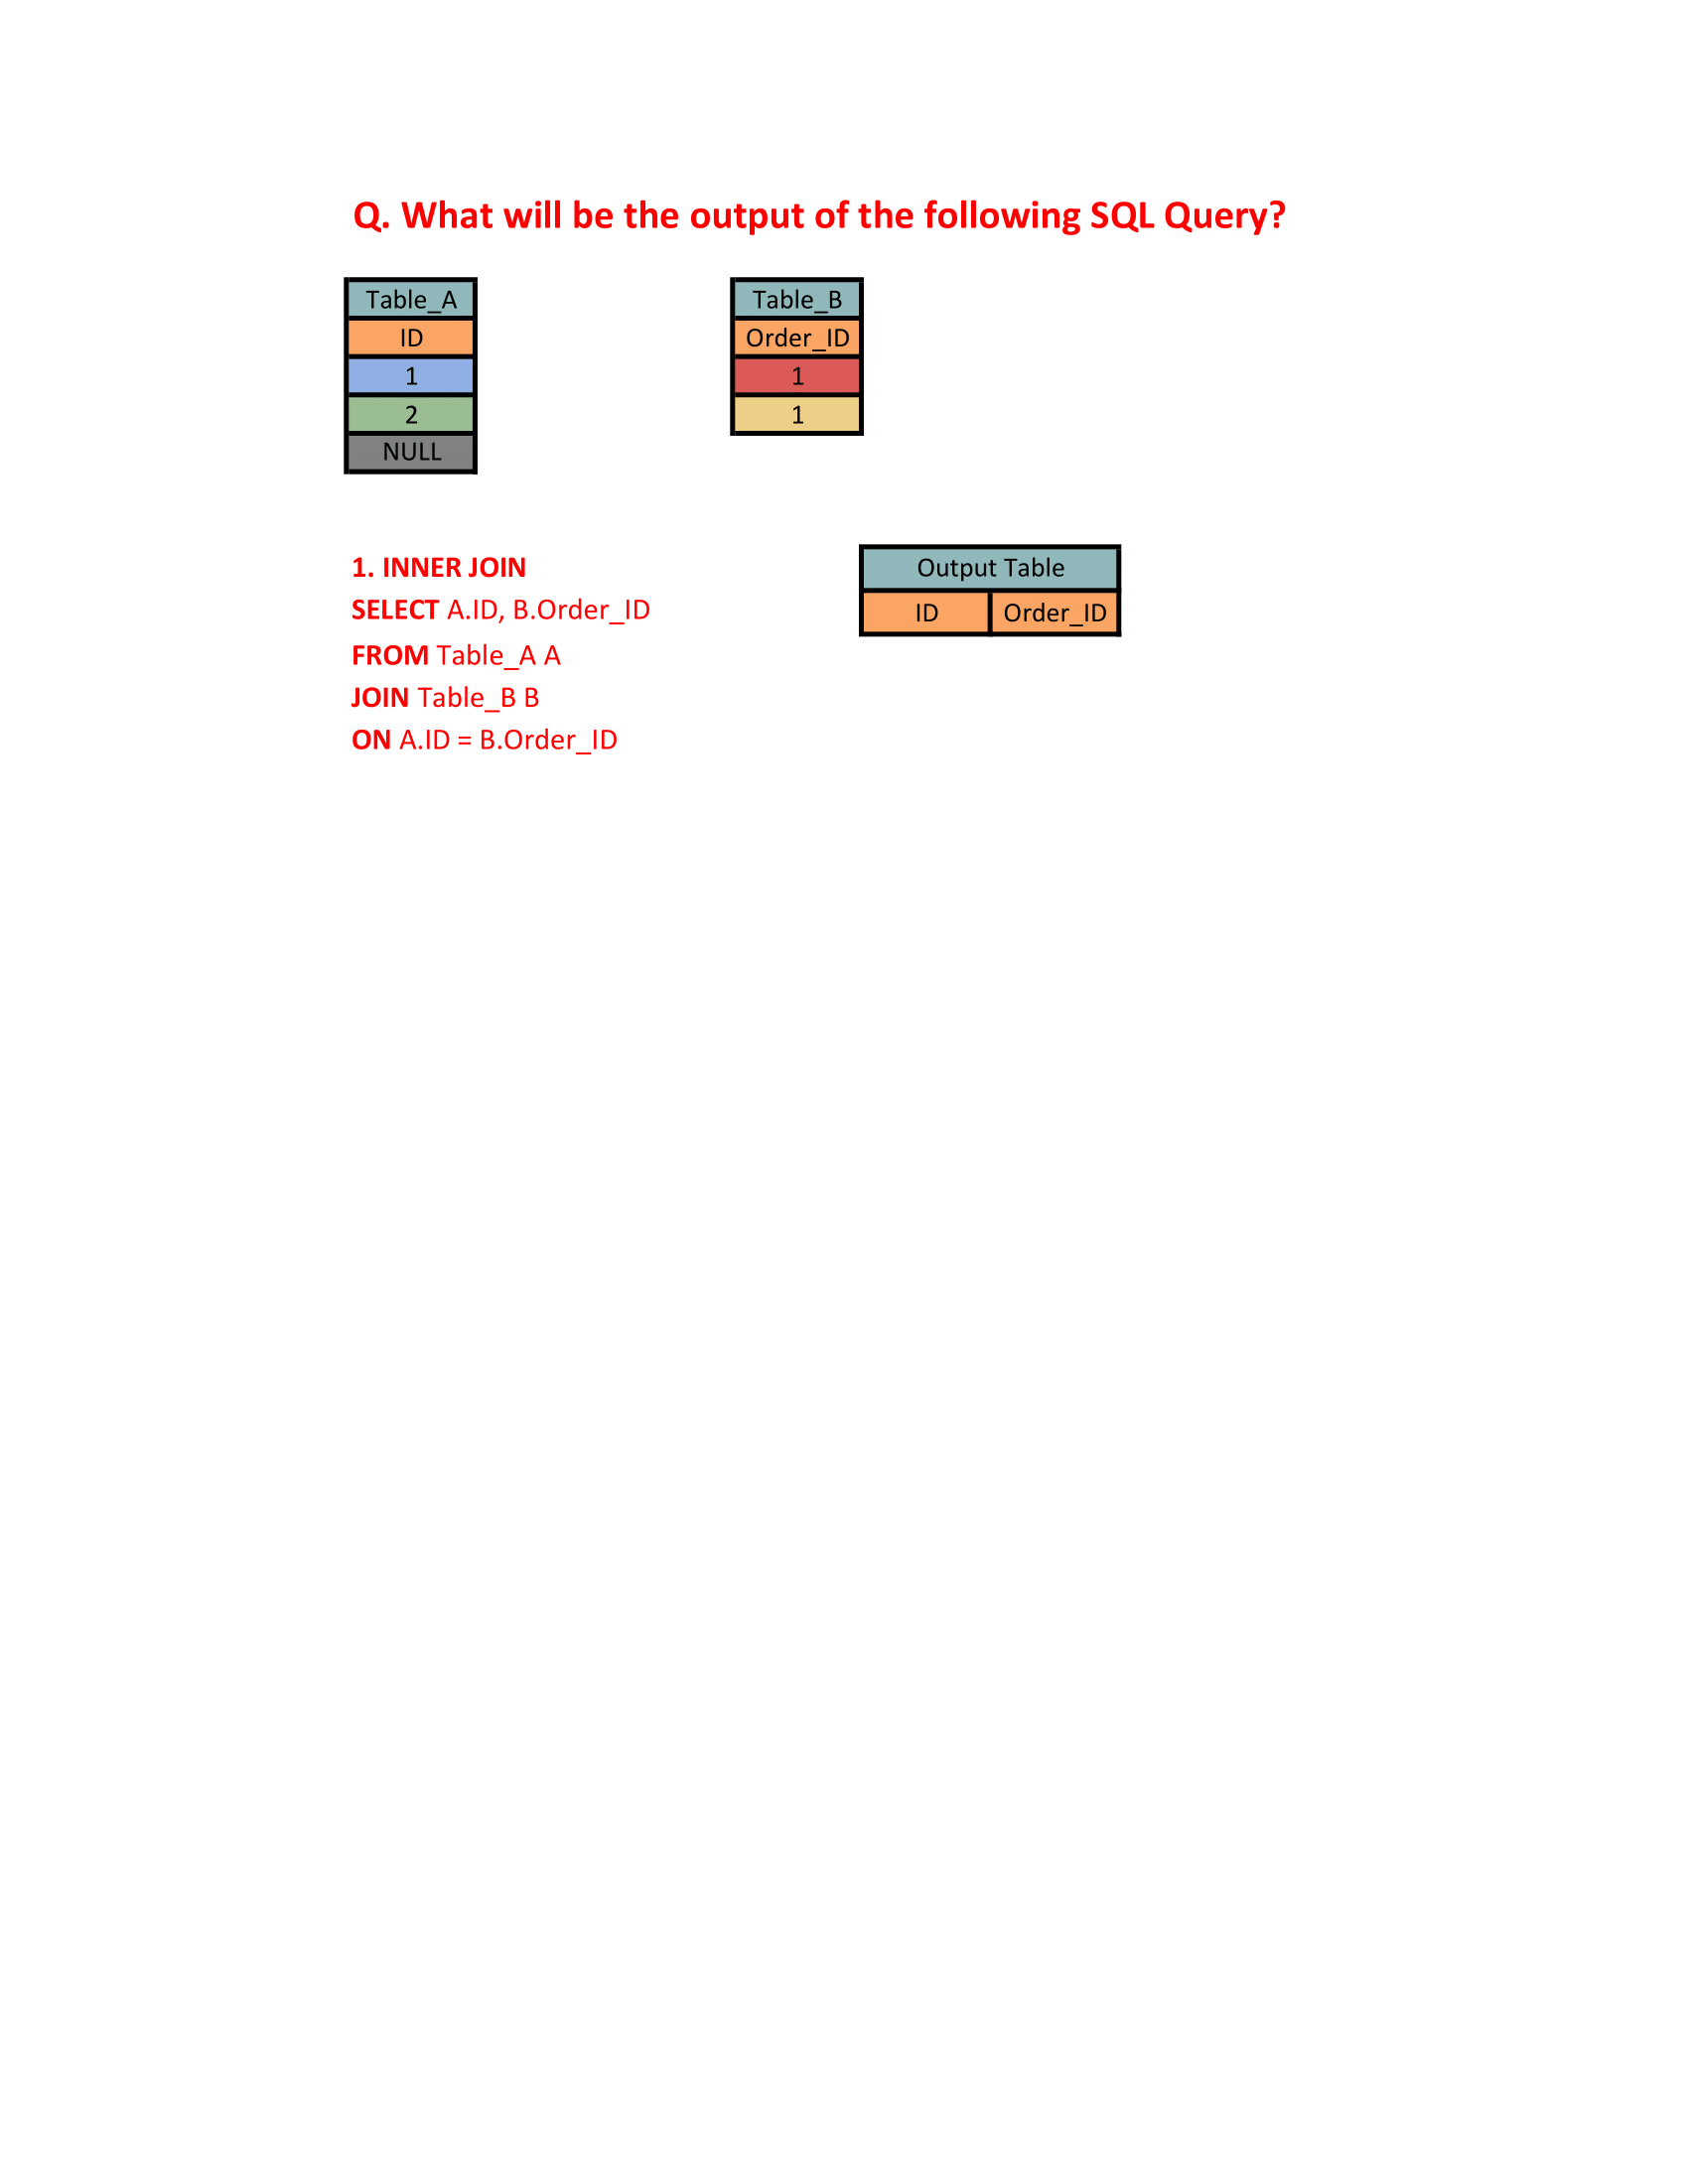 Q. What will be the output of the following SQL Query?
Table_A
ID
1
2
NULL
Table_B
Order_ID
1
1
1. INNER JOIN
SELECT A.ID, B.Order_ID
FROM Table_A A
JOIN Table_B B
ON A.ID = B.Order_ID
Output Table
ID Order_ID